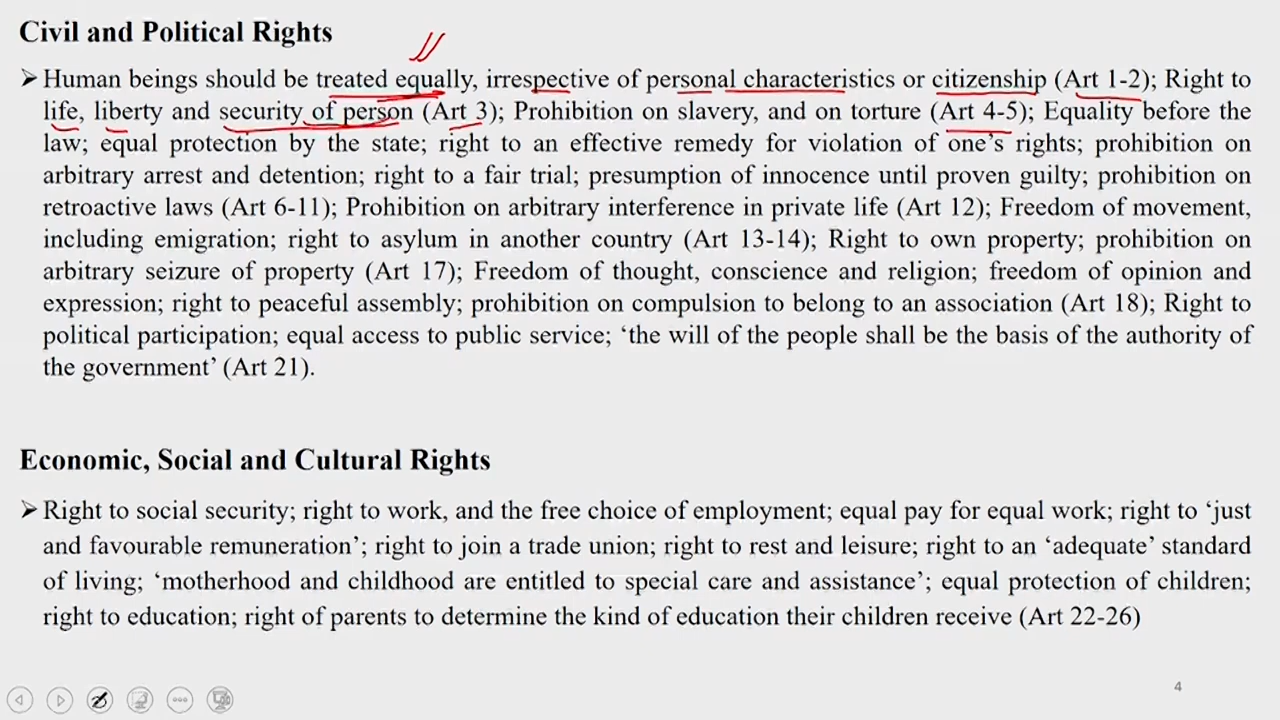 Civil and Political Rights
➢ Human beings should be treated equally, irrespective of personal characteristics or citizenship (Art 1-2); Right to
life, liberty and security of person (Art 3); Prohibition on slavery, and on torture (Art 4-5); Equality before the
law; equal protection by the state; right to an effective remedy for violation of one’s rights; prohibition on
arbitrary arrest and detention; right to a fair trial; presumption of innocence until proven guilty; prohibition on
retroactive laws (Art 6-11); Prohibition on arbitrary interference in private life (Art 12); Freedom of movement,
including emigration; right to asylum in another country (Art 13-14); Right to own property; prohibition on
arbitrary seizure of property (Art 17); Freedom of thought, conscience and religion; freedom of opinion and
expression; right to peaceful assembly; prohibition on compulsion to belong to an association (Art 18); Right to
political participation; equal access to public service; ‘the will of the people shall be the basis of the authority of
the government’ (Art 21).
Economic, Social and Cultural Rights
➢ Right to social security; right to work, and the free choice of employment; equal pay for equal work; right to ‘just
and favourable remuneration’; right to join a trade union; right to rest and leisure; right to an ‘adequate’ standard
of living; ‘motherhood and childhood are entitled to special care and assistance’; equal protection of children;
right to education; right of parents to determine the kind of education their children receive (Art 22-26)
4